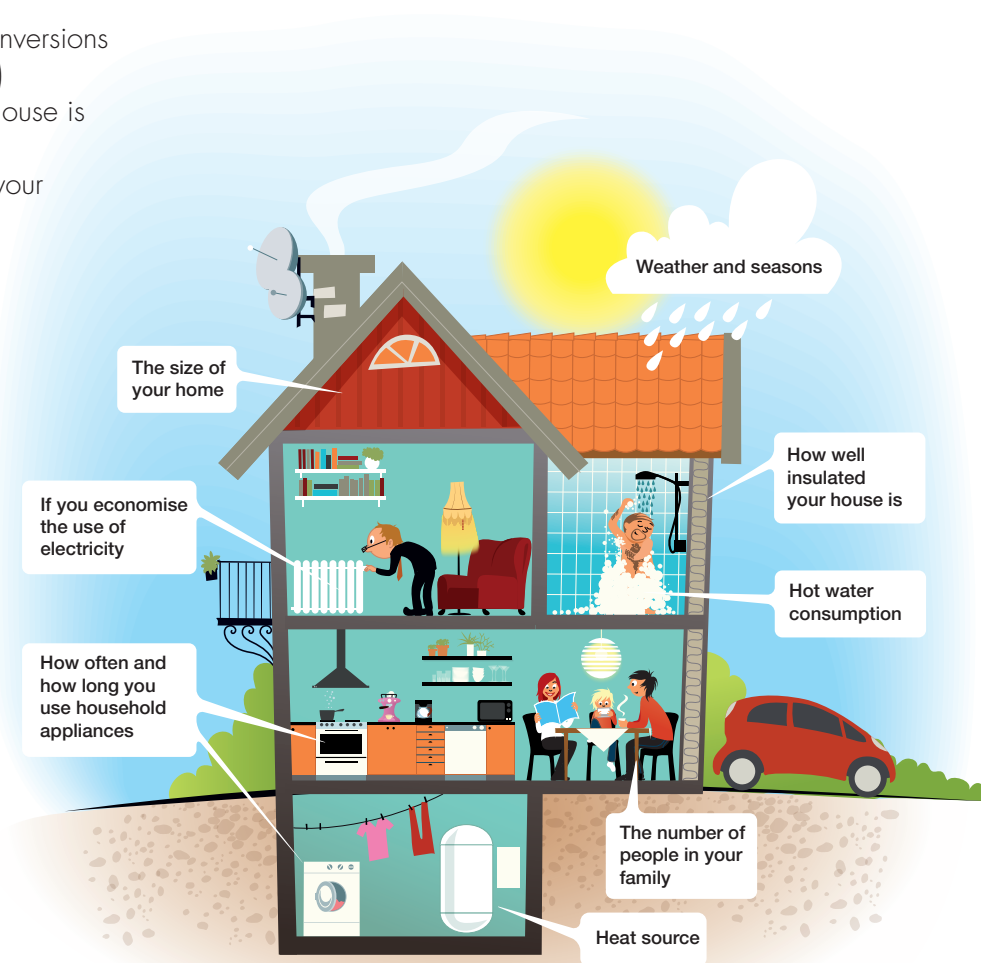 nversions
)
ouse is
your
Weather and seasons
The size of
your home
How well
insulated
your house is
If you economise
the use of
electricity
Hot water
consumption
How often and
how long you
use household
appliances
The number of
people in your
family
Heat source